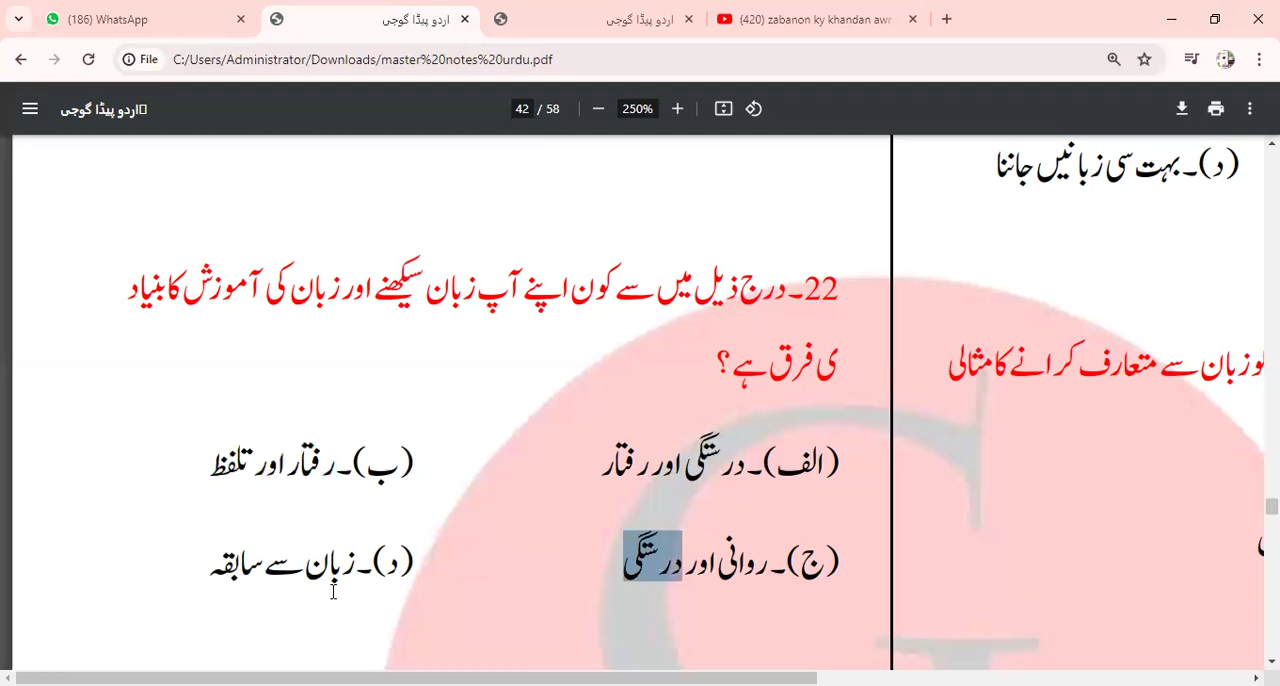 (186) WhatsApp
اردو پیڈا گوجی
اردو پیڈا گوجی
(420) zabanon ky khandan awr
File
C:/Users/Administrator/Downloads/master%20notes%20urdu.pdf
اردو پیڈا گوجی
42 / 58
250%
(د)۔ بہت سی زبانیں جاننا
22۔ درج ذیل میں سے کون اپنے آپ زبان سیکھنے اور زبان کی آموزش کا بنیاد
ی فرق ہے؟
و زبان سے متعارف کرانے کا مثالی
(الف)۔ درستگی اور رفتار
(ب)۔ رفتار اور تلفظ
(ج)۔ روانی اور درستگی
(د)۔ زبان سے سابقہ